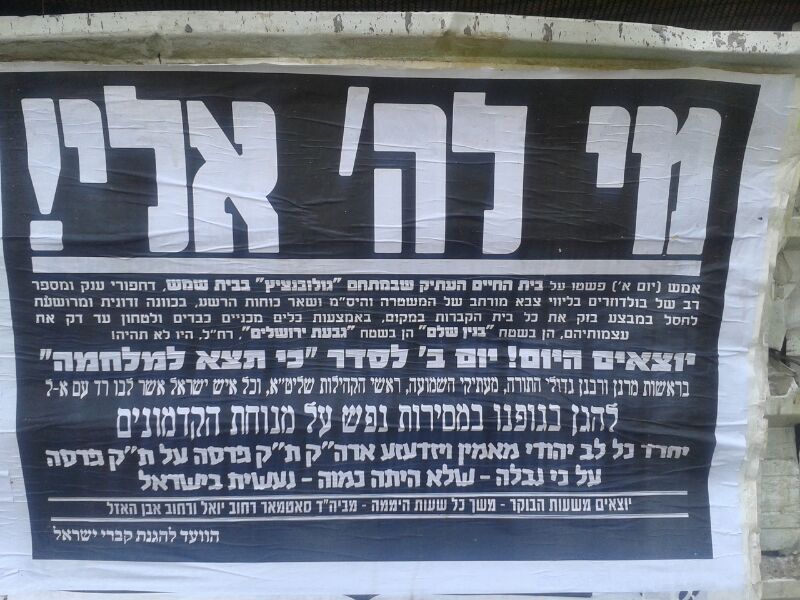 מי לה' אלי!
אמש (יום א') פשטו על בית החיים העתיק שבמתחם "גולובנציץ" בבית שמש, דחפורי ענק ומספר
רב של בולדוזרים בליווי צבא מורחב של המשטרה והיס"מ ושאר כוחות הרשע, בכוונה זדונית ומרושעת
לחסל במבצע בזק את כל בית הקברות במקום, באמצעות כלים מכניים כבדים ולטחון עד דק את
עצמותיהם, הן בשטח "בנין שלם" הן בשטח "גבעת ירושלים", רח"ל, היו לא תהיה!
יוצאים היום! יום ב' לסדר "כי תצא למלחמה"
בראשות מרנן ורבנן גדולי התורה, מעתיקי השמועה, ראשי הקהילות שליט"א, וכל איש ישראל אשר לבו רד עם א-ל
להגן בגופנו במסירות נפש על מנוחת הקדמונים
יחרד כל לב יהודי מאמין ויזדעזע ארה"ק ת"ק פרסה על ת"ק פרסה
על כי נבלה - שלא היתה כמוה - נעשית בישראל
יוצאים משעות הבוקר - משך כל שעות היממה - מביה"ד סאטמאר רחוב יואל ורחוב אבן האזל
הוועד להגנת קברי ישראל